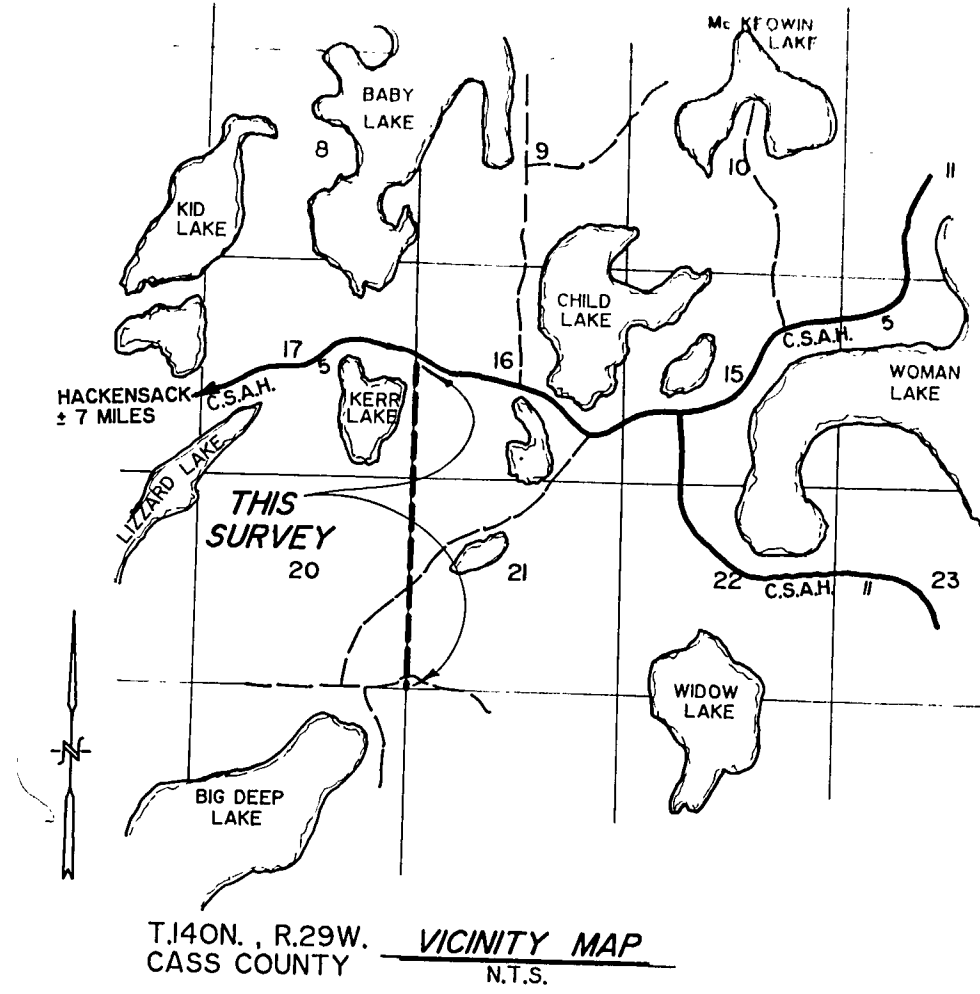 Mc KEOWIN
LAKE
BABY
LAKE
8
9
10
11
KID
LAKE
CHILD
LAKE
C.S.A.H. 5
17
5
16
15
WOMAN
LAKE
HACKENSACK
± 7 MILES
C.S.A.H.
KERR
LAKE
LIZZARD LAKE
THIS
SURVEY
20
21
22
C.S.A.H. 11
23
WIDOW
LAKE
N
BIG DEEP
LAKE
T.140N. , R.29W.
CASS COUNTY
VICINITY MAP
N.T.S.